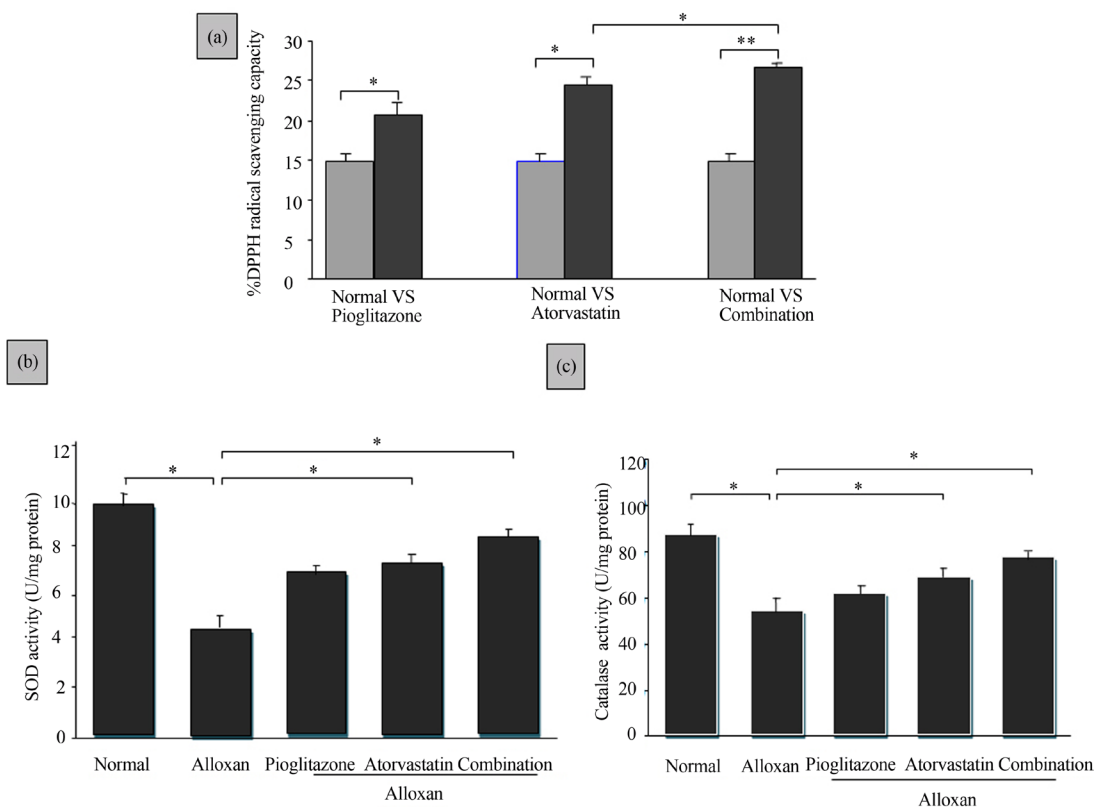 (a)
%DPPH radical scavenging capacity
30
25
20
15
10
5
0
*
*
**
*
Normal VS
Pioglitazone
Normal VS
Atorvastatin
Normal VS
Combination
(b)
SOD activity (U/mg protein)
12
10
8
6
4
2
0
*
*
*
Normal Alloxan Pioglitazone Atorvastatin Combination
Alloxan
(c)
Catalase activity (U/mg protein)
120
100
80
60
40
20
0
*
*
*
Normal Alloxan Pioglitazone Atorvastatin Combination
Alloxan